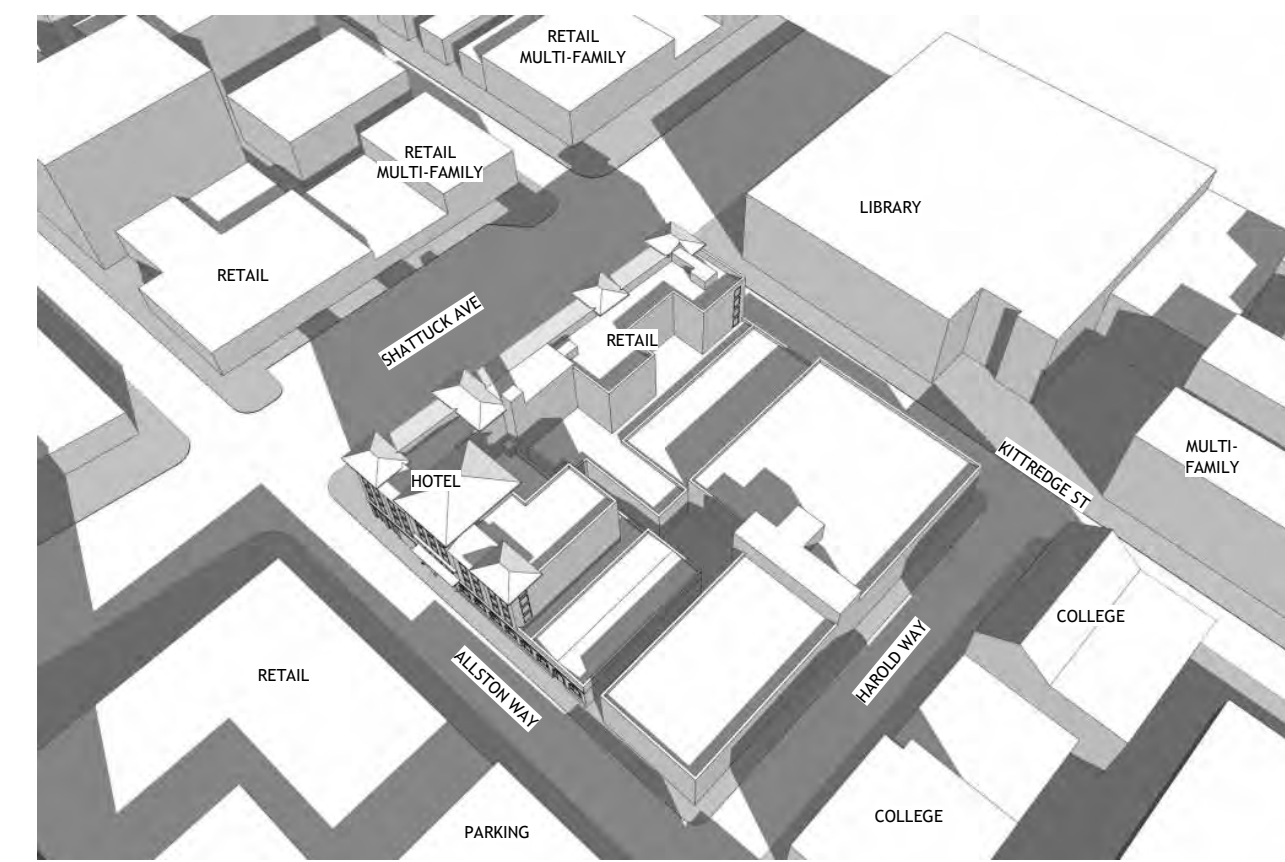 RETAIL
MULTI-FAMILY
RETAIL
MULTI-FAMILY
LIBRARY
RETAIL
SHATTUCK AVE
RETAIL
HOTEL
KITTREDGE ST
MULTI-
FAMILY
COLLEGE
RETAIL
ALLSTON WAY
HAROLD WAY
COLLEGE
PARKING